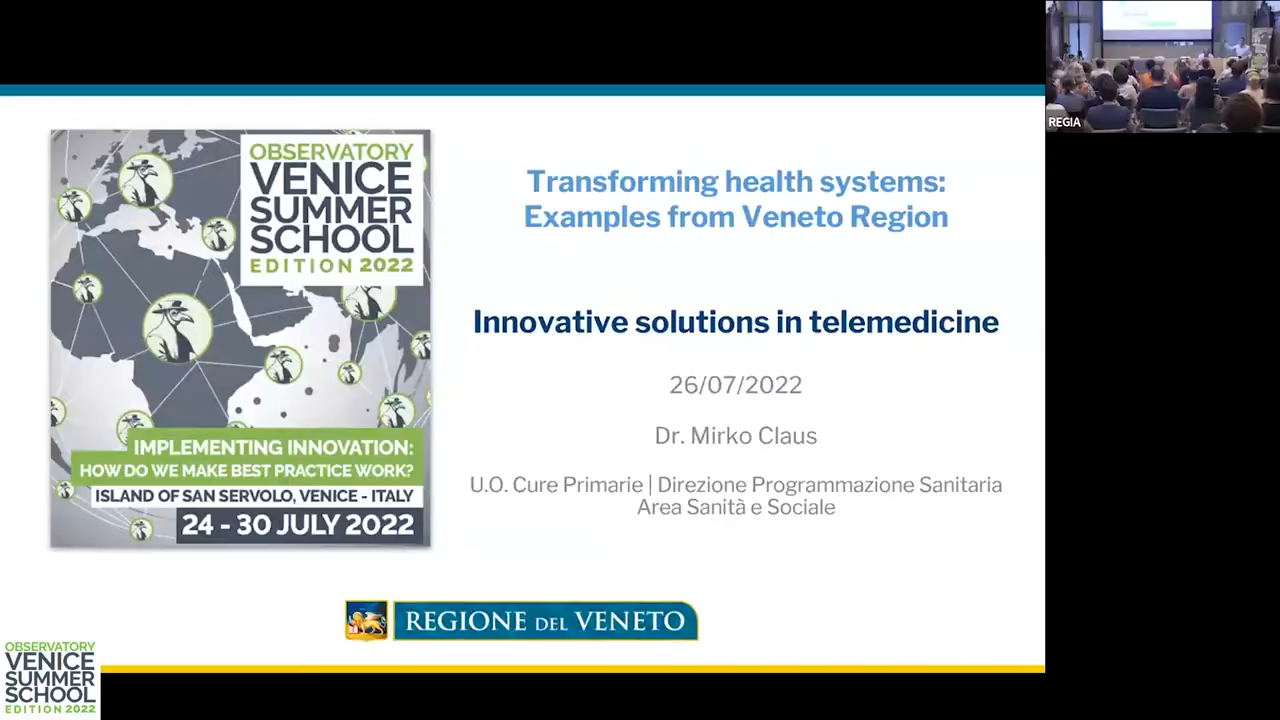 OBSERVATORY
VENICE
SUMMER
SCHOOL
EDITION 2022
IMPLEMENTING INNOVATION:
HOW DO WE MAKE BEST PRACTICE WORK?
ISLAND OF SAN SERVOLO, VENICE - ITALY
24 - 30 JULY 2022
Transforming health systems:
Examples from Veneto Region
Innovative solutions in telemedicine
26/07/2022
Dr. Mirko Claus
U.O. Cure Primarie | Direzione Programmazione Sanitaria
Area Sanità e Sociale
REGIONE DEL VENETO
REGIA
OBSERVATORY
VENICE
SUMMER
SCHOOL
EDITION 2022